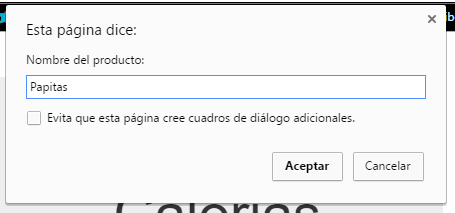 Esta página dice:
Nombre del producto:
Papitas
Evita que esta página cree cuadros de diálogo adicionales.
Aceptar Cancelar